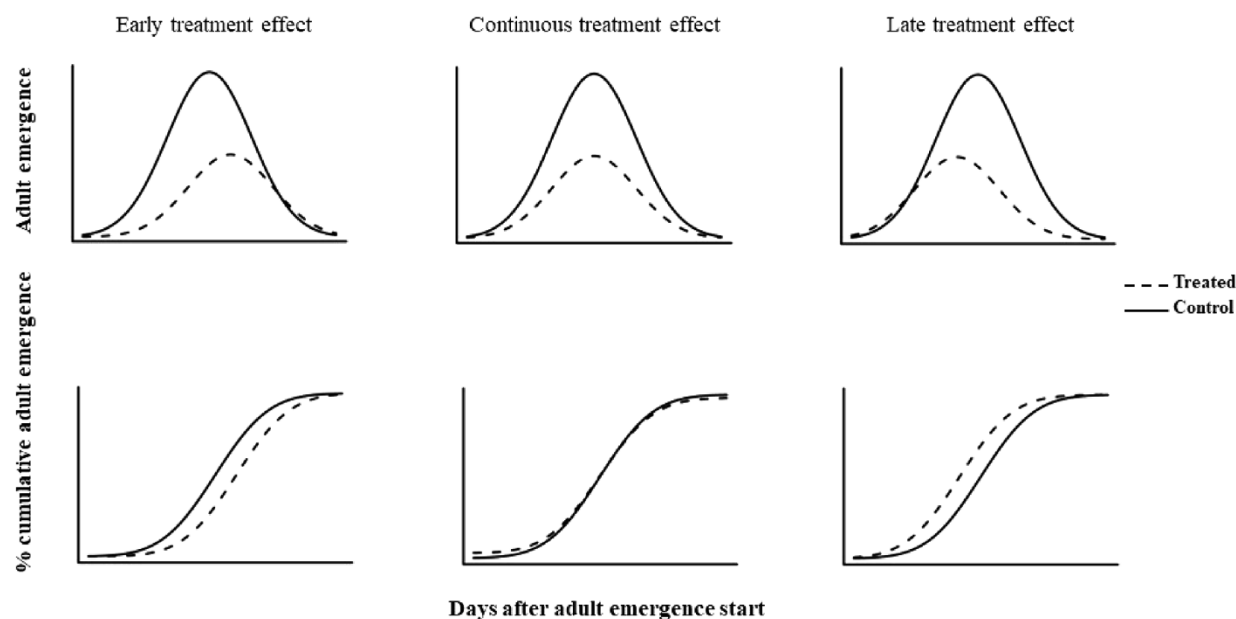 Early treatment effect
Continuous treatment effect
Late treatment effect
Adult emergence
% cumulative adult emergence
Treated
Control
Days after adult emergence start